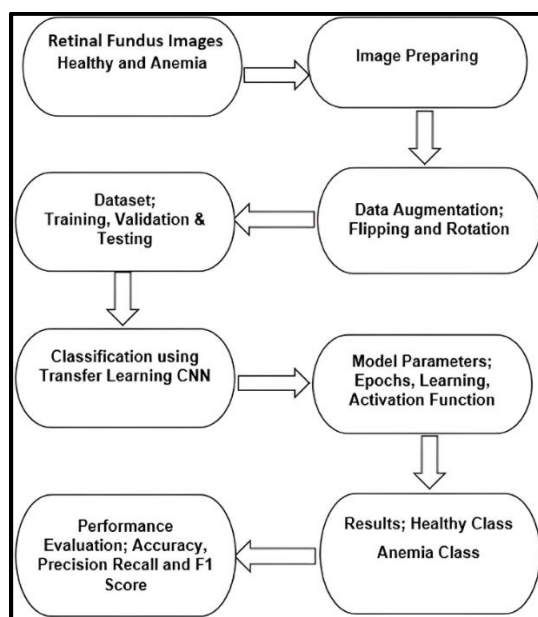 Retinal Fundus Images
Healthy and Anemia
Image Preparing
Data Augmentation;
Flipping and Rotation
Dataset;
Training, Validation &
Testing
Classification using
Transfer Learning CNN
Model Parameters;
Epochs, Learning,
Activation Function
Results; Healthy Class
Anemia Class
Performance
Evaluation; Accuracy,
Precision Recall and F1
Score